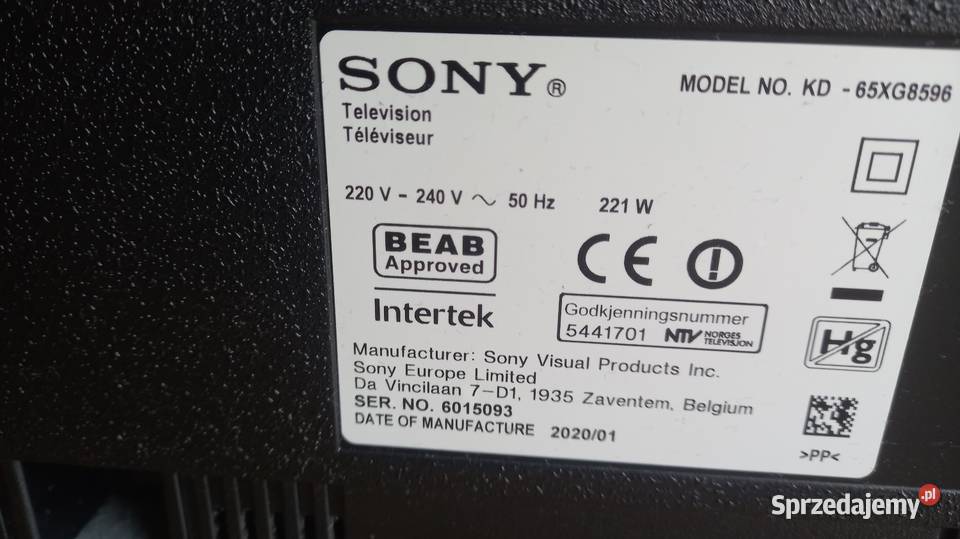 SONY®
MODEL NO. KD - 65XG8596
Television
Téléviseur
220 V - 240 V ~ 50 Hz 221 W
BEAB
Approved
Intertek
CE
Godkjenningsnummer
5441701 NTV NORGES
TELEVISJON
Hg
Manufacturer: Sony Visual Products Inc.
Sony Europe Limited
Da Vincilaan 7-D1, 1935 Zaventem, Belgium
SER. NO. 6015093
DATE OF MANUFACTURE 2020/01
>PP<
Sprzedajemy.pl